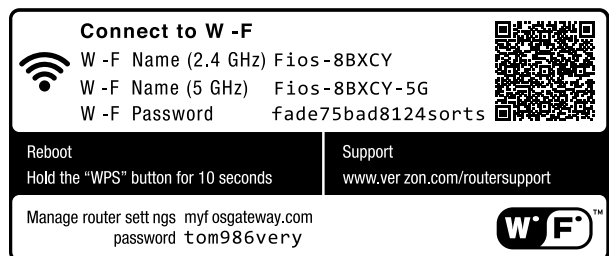 Connect to W -F
W -F Name (2.4 GHz) Fios-8BXCY
W -F Name (5 GHz) Fios-8BXCY-5G
W -F Password fade75bad8124sorts
Reboot
Hold the “WPS” button for 10 seconds
Support
www.ver zon.com/routersupport
Manage router sett ngs myf osgateway.com
password tom986very
W F ™